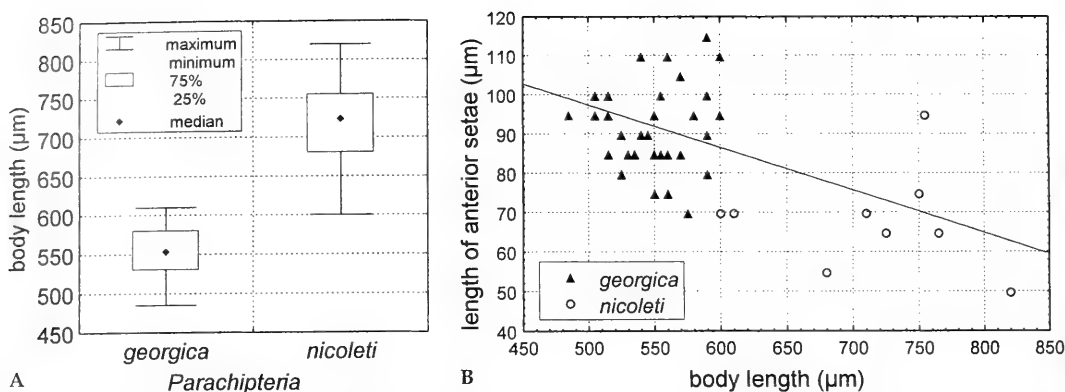 850
800
750
700
650
600
550
500
450
body length (µm)
maximum
minimum
75%
25%
median
georgica
nicoleti
Parachipteria
A
120
110
100
90
80
70
60
50
40
length of anterior setae (µm)
georgica
nicoleti
450
500
550
600
650
700
750
800
850
body length (µm)
B